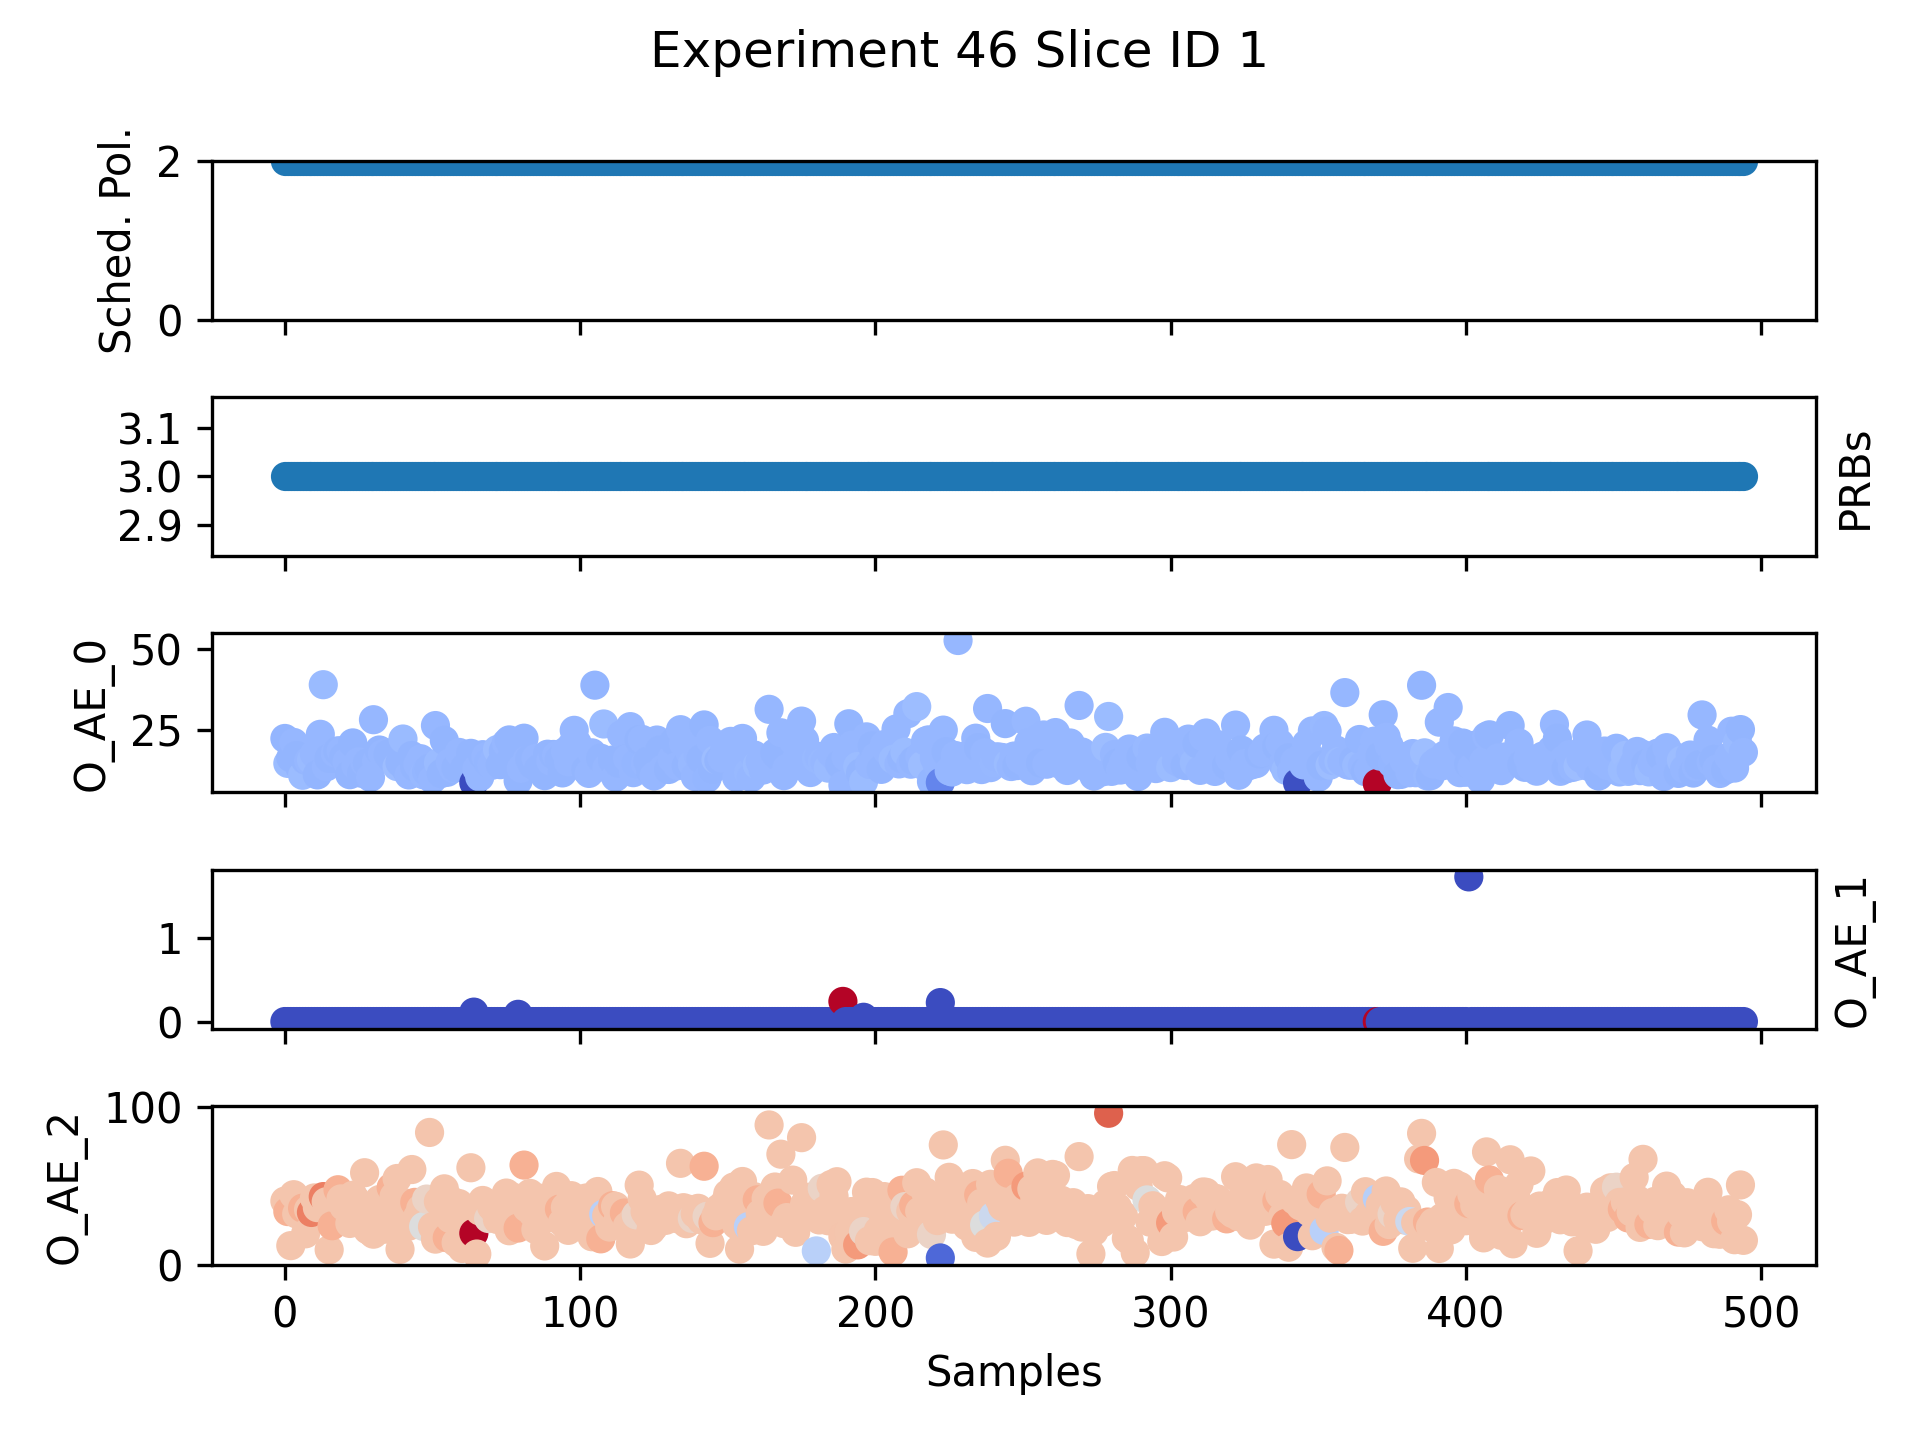 Experiment 46 Slice ID 1
Sched. Pol.
2
0
3.1
3.0
2.9
PRBs
O_AE_0
50
25
1
0
O_AE_1
O_AE_2
100
0
0 100 200 300 400 500
Samples